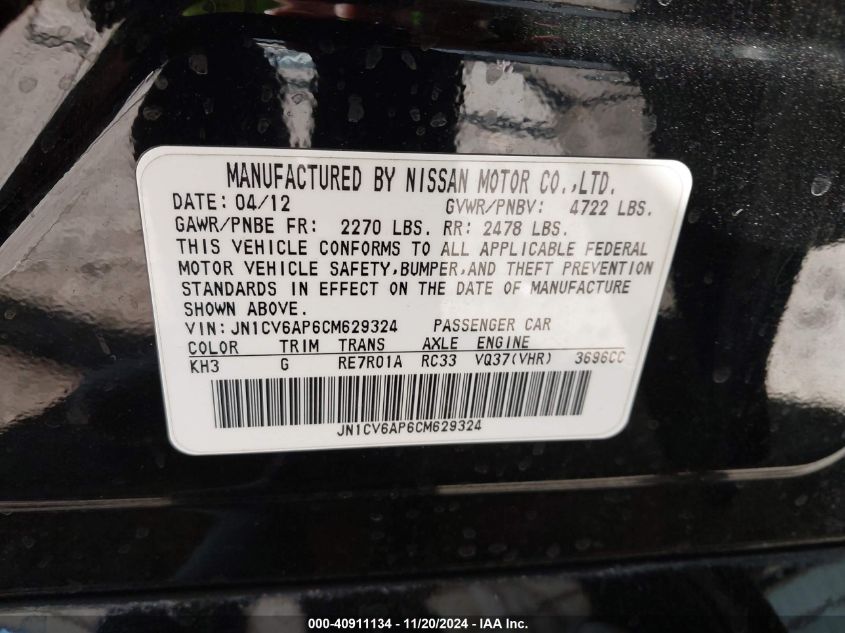 MANUFACTURED BY NISSAN MOTOR CO.,LTD.
DATE: 04/12 GVWR/PNBV: 4722 LBS.
GAWR/PNBE FR: 2270 LBS. RR: 2478 LBS.
THIS VEHICLE CONFORMS TO ALL APPLICABLE FEDERAL
MOTOR VEHICLE SAFETY,BUMPER,AND THEFT PREVENTION
STANDARDS IN EFFECT ON THE DATE OF MANUFACTURE
SHOWN ABOVE.
VIN:JN1CV6AP6CM629324 PASSENGER CAR
COLOR TRIM TRANS AXLE ENGINE
KH3 G RE7R01A RC33 VQ37(VHR) 3696CC
JN1CV6AP6CM629324
000-40911134 - 11/20/2024 - IAA Inc.